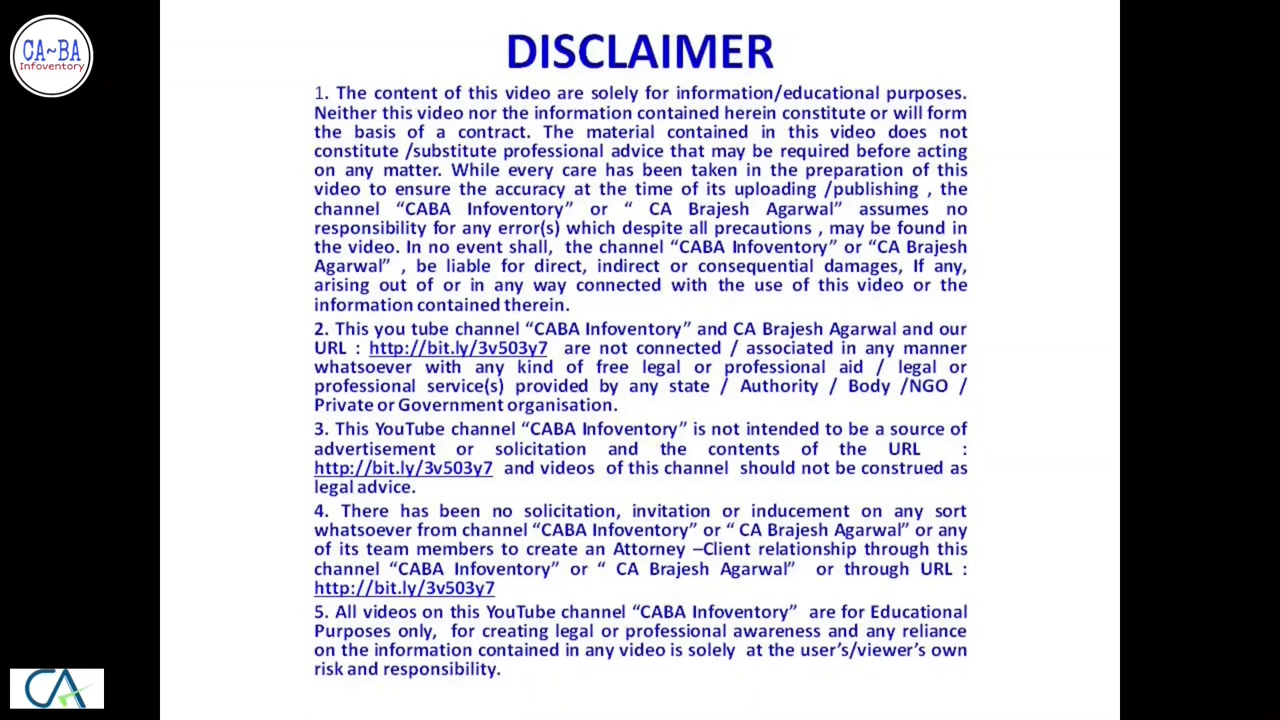 CA~BA
Infoventory
DISCLAIMER
1. The content of this video are solely for information/educational purposes.
Neither this video nor the information contained herein constitute or will form
the basis of a contract. The material contained in this video does not
constitute /substitute professional advice that may be required before acting
on any matter. While every care has been taken in the preparation of this
video to ensure the accuracy at the time of its uploading /publishing , the
channel “CABA Infoventory” or “ CA Brajesh Agarwal” assumes no
responsibility for any error(s) which despite all precautions , may be found in
the video. In no event shall, the channel “CABA Infoventory” or “CA Brajesh
Agarwal” , be liable for direct, indirect or consequential damages, If any,
arising out of or in any way connected with the use of this video or the
information contained therein.
2. This you tube channel “CABA Infoventory” and CA Brajesh Agarwal and our
URL : http://bit.ly/3v503y7 are not connected / associated in any manner
whatsoever with any kind of free legal or professional aid / legal or
professional service(s) provided by any state / Authority / Body /NGO /
Private or Government organisation.
3. This YouTube channel “CABA Infoventory” is not intended to be a source of
advertisement or solicitation and the contents of the URL :
http://bit.ly/3v503y7 and videos of this channel should not be construed as
legal advice.
4. There has been no solicitation, invitation or inducement on any sort
whatsoever from channel “CABA Infoventory” or “ CA Brajesh Agarwal” or any
of its team members to create an Attorney –Client relationship through this
channel “CABA Infoventory” or “ CA Brajesh Agarwal” or through URL :
http://bit.ly/3v503y7
5. All videos on this YouTube channel “CABA Infoventory” are for Educational
Purposes only, for creating legal or professional awareness and any reliance
on the information contained in any video is solely at the user’s/viewer’s own
risk and responsibility.
CA